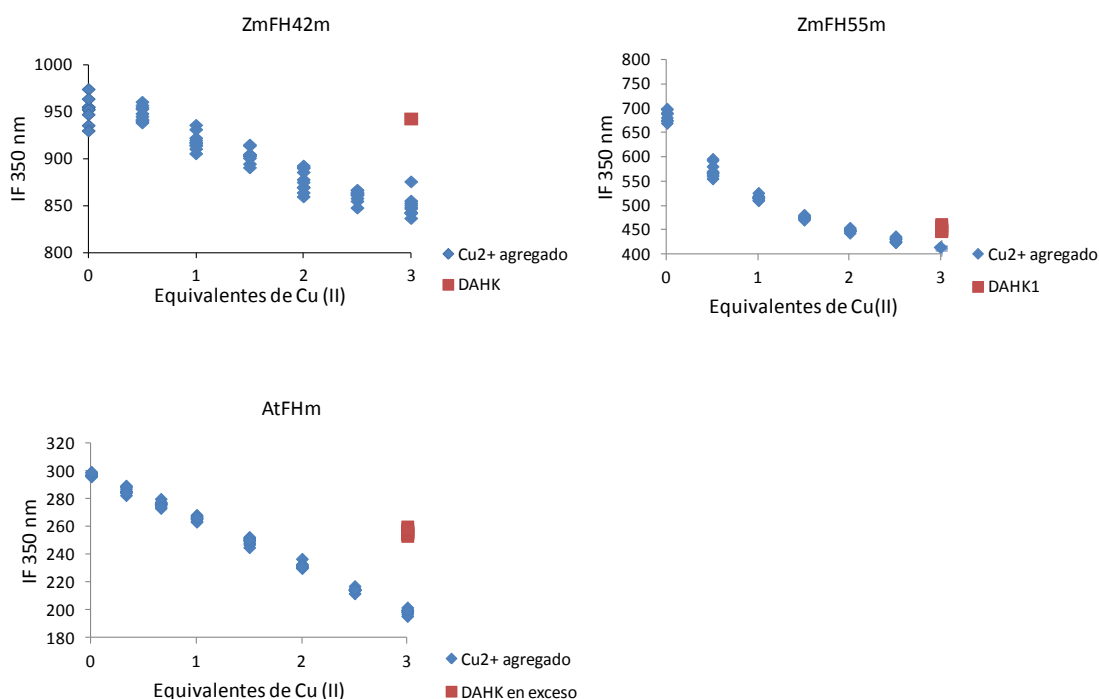 ZmFH42m
1000
950
900
850
800
IF 350 nm
0
1
2
3
Equivalentes de Cu (II)
Cu2+ agregado
DAHK
ZmFH55m
800
750
700
650
600
550
500
450
400
IF 350 nm
0
1
2
3
Equivalentes de Cu(II)
Cu2+ agregado
DAHK1
AtFHm
320
300
280
260
240
220
200
180
IF 350 nm
0
1
2
3
Equivalentes de Cu (II)
Cu2+ agregado
DAHK en exceso